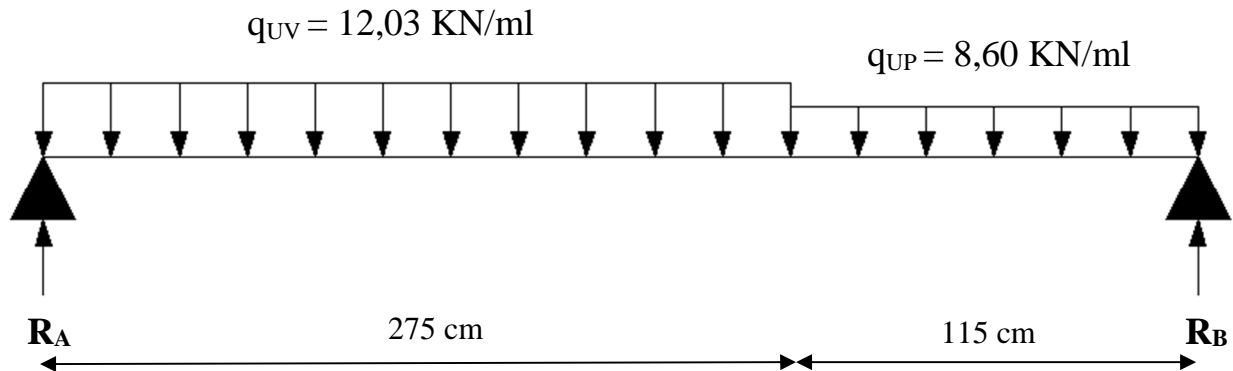 qUV = 12,03 KN/ml
qUP = 8,60 KN/ml
RA
275 cm
115 cm
RB